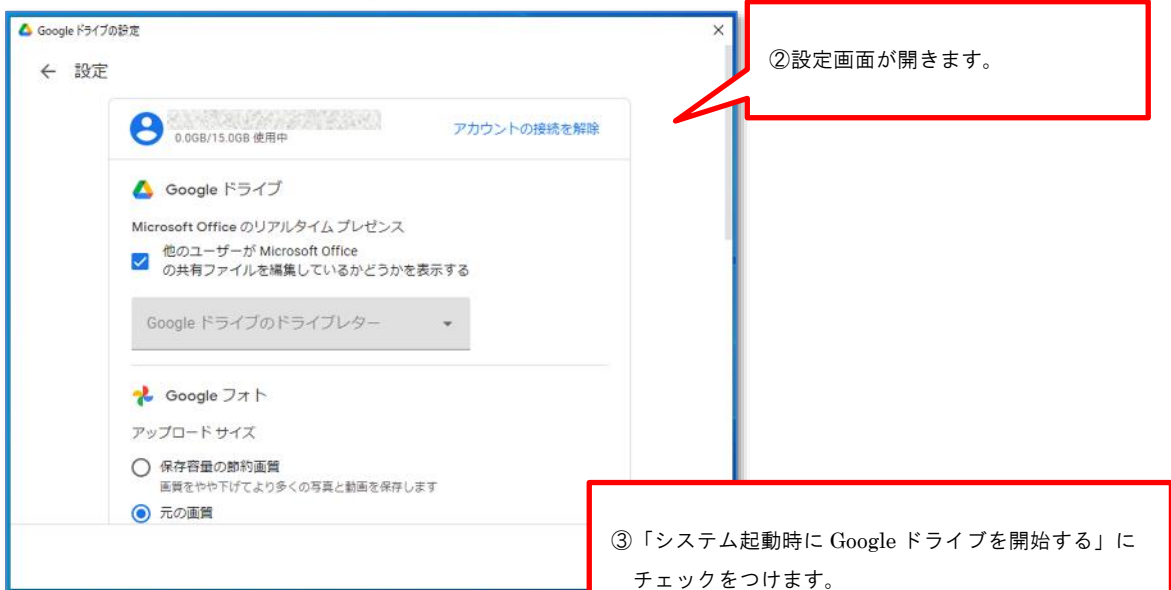 Google ドライブの設定
②設定画面が開きます。
設定
0.0GB/15.0GB 使用中
アカウントの接続を解除
Google ドライブ
Microsoft Office のリアルタイム プレゼンス
他のユーザーが Microsoft Office
の共有ファイルを編集しているかどうかを表示する
Google ドライブのドライブレター
Google フォト
アップロード サイズ
保存容量の節約画質
画質をやや下げてより多くの写真と動画を保存します
元の画質
③「システム起動時に Google ドライブを開始する」に
チェックをつけます。